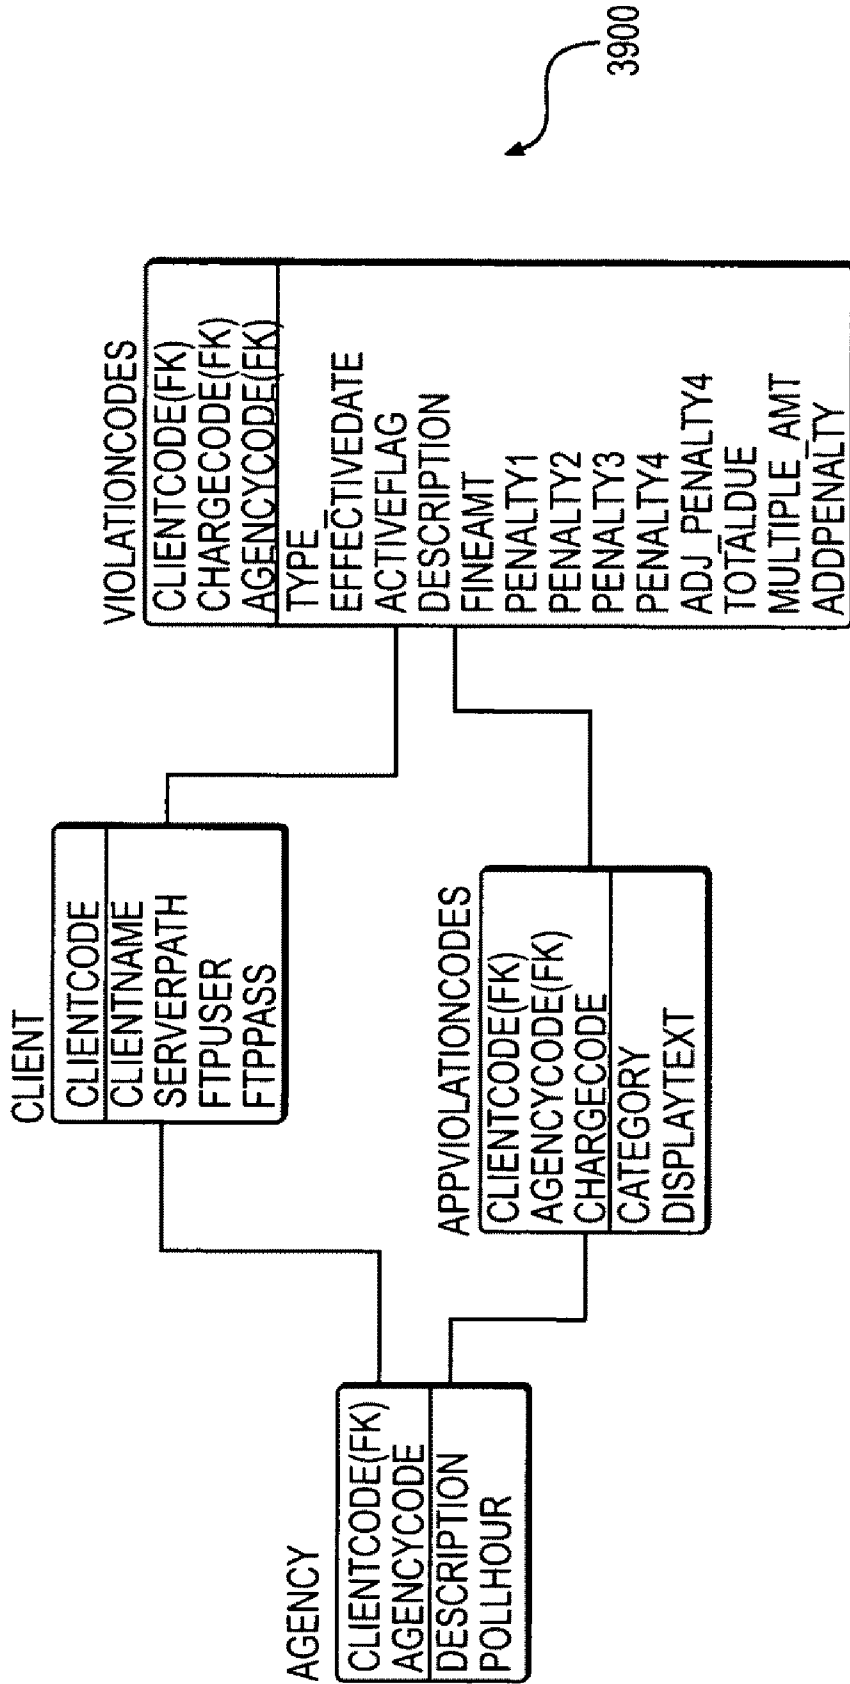 AGENCY
CLIENTCODE(FK)
AGENCYCODE
DESCRIPTION
POLLHOUR
CLIENT
CLIENTCODE
CLIENTNAME
SERVERPATH
FTPUSER
FTPPASS
APPVIOLATIONCODES
CLIENTCODE(FK)
AGENCYCODE(FK)
CHARGECODE
CATEGORY
DISPLAYTEXT
VIOLATIONCODES
CLIENTCODE(FK)
CHARGECODE(FK)
AGENCYCODE(FK)
TYPE
EFFECTIVEDATE
ACTIVEFLAG
DESCRIPTION
FINEAMT
PENALTY1
PENALTY2
PENALTY3
PENALTY4
ADJ_PENALTY4
TOTALDUE
MULTIPLE_AMT
ADDPENALTY
3900